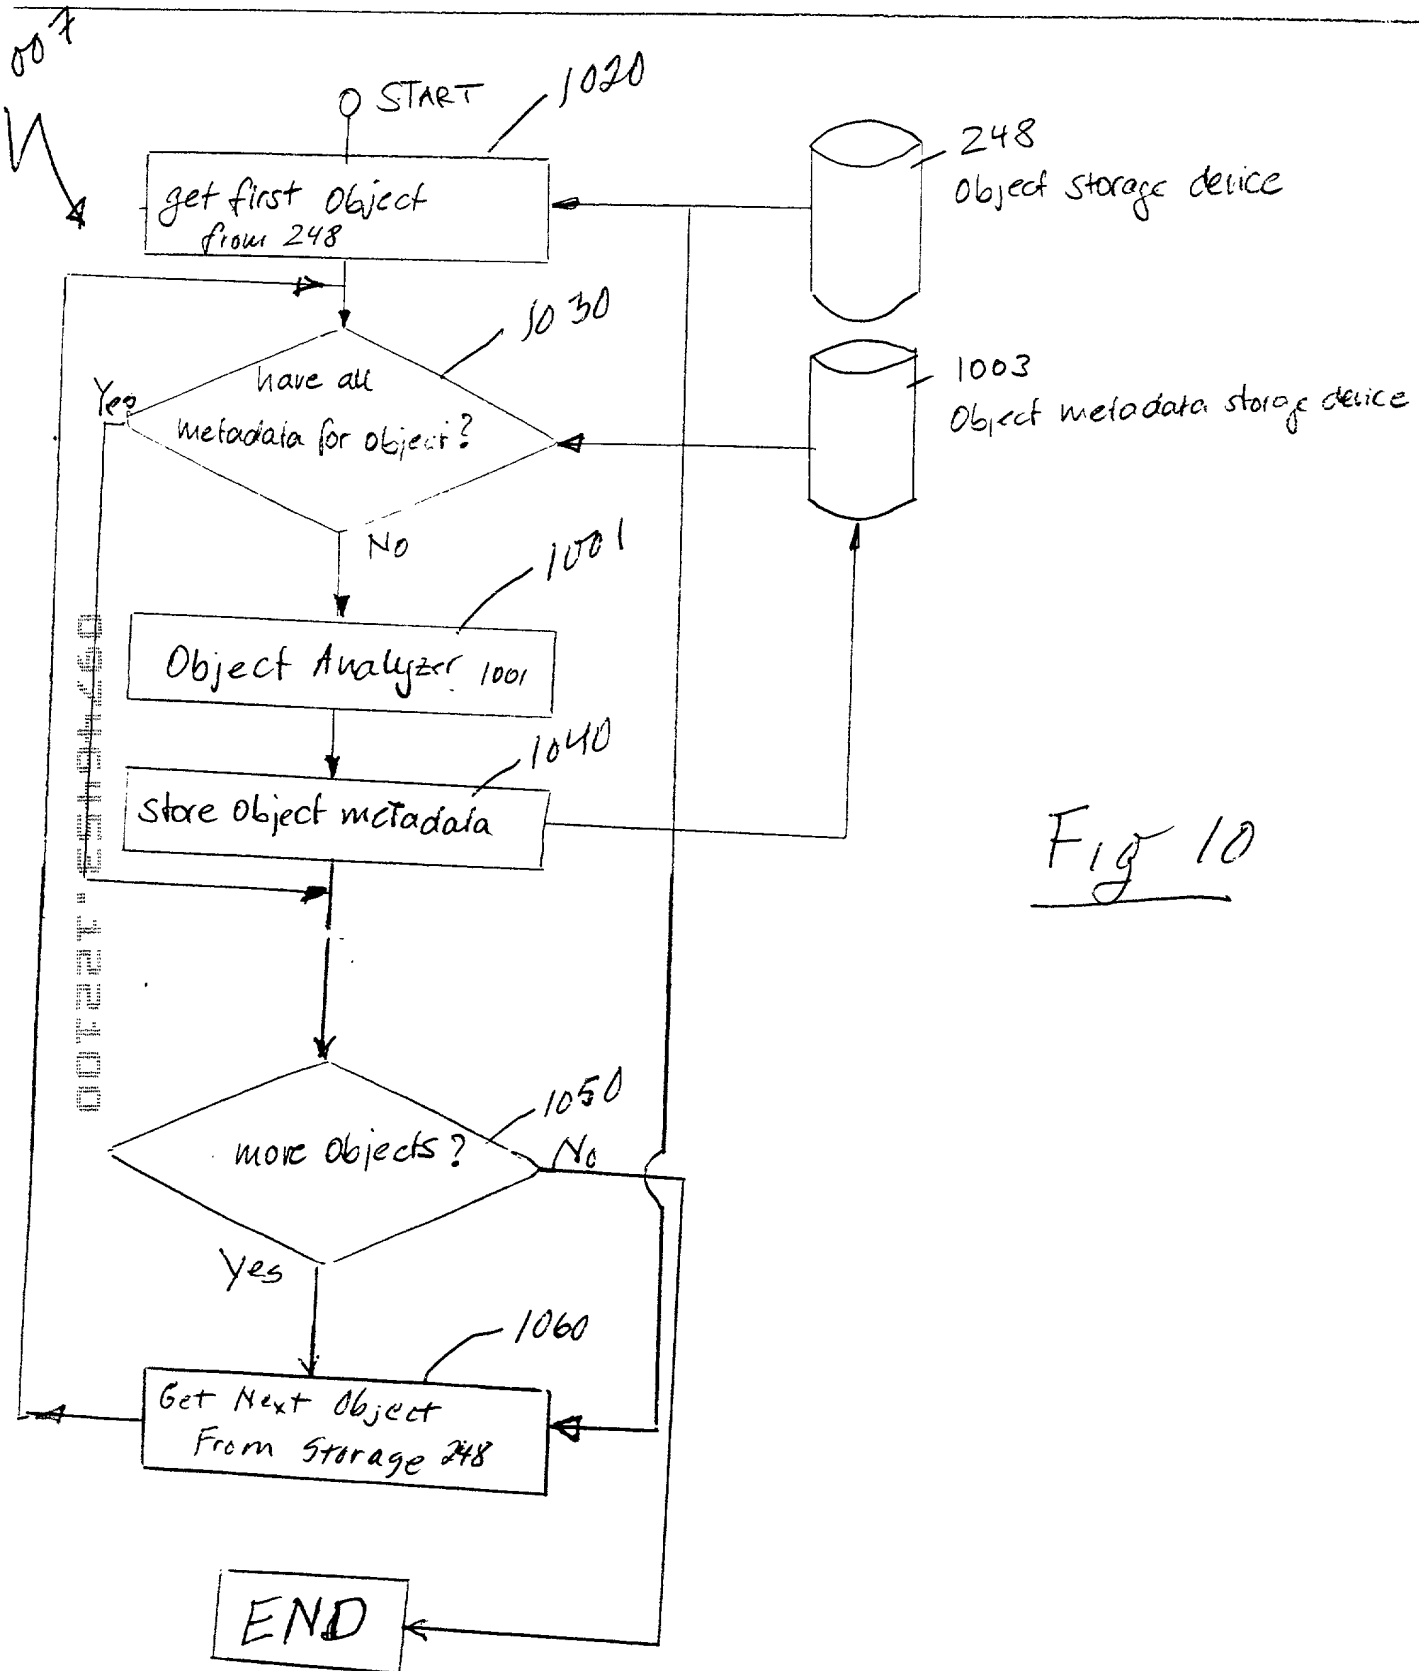 007
START
1020
get first Object
from 248
248
Object storage device
1030
have all
metadata for object?
Yes
1003
Object metadata storage device
No
1001
Object Analyzer 1001
1040
Store Object metadata
Fig 10
1050
more Objects?
No
Yes
1060
Get Next Object
From Storage 248
END